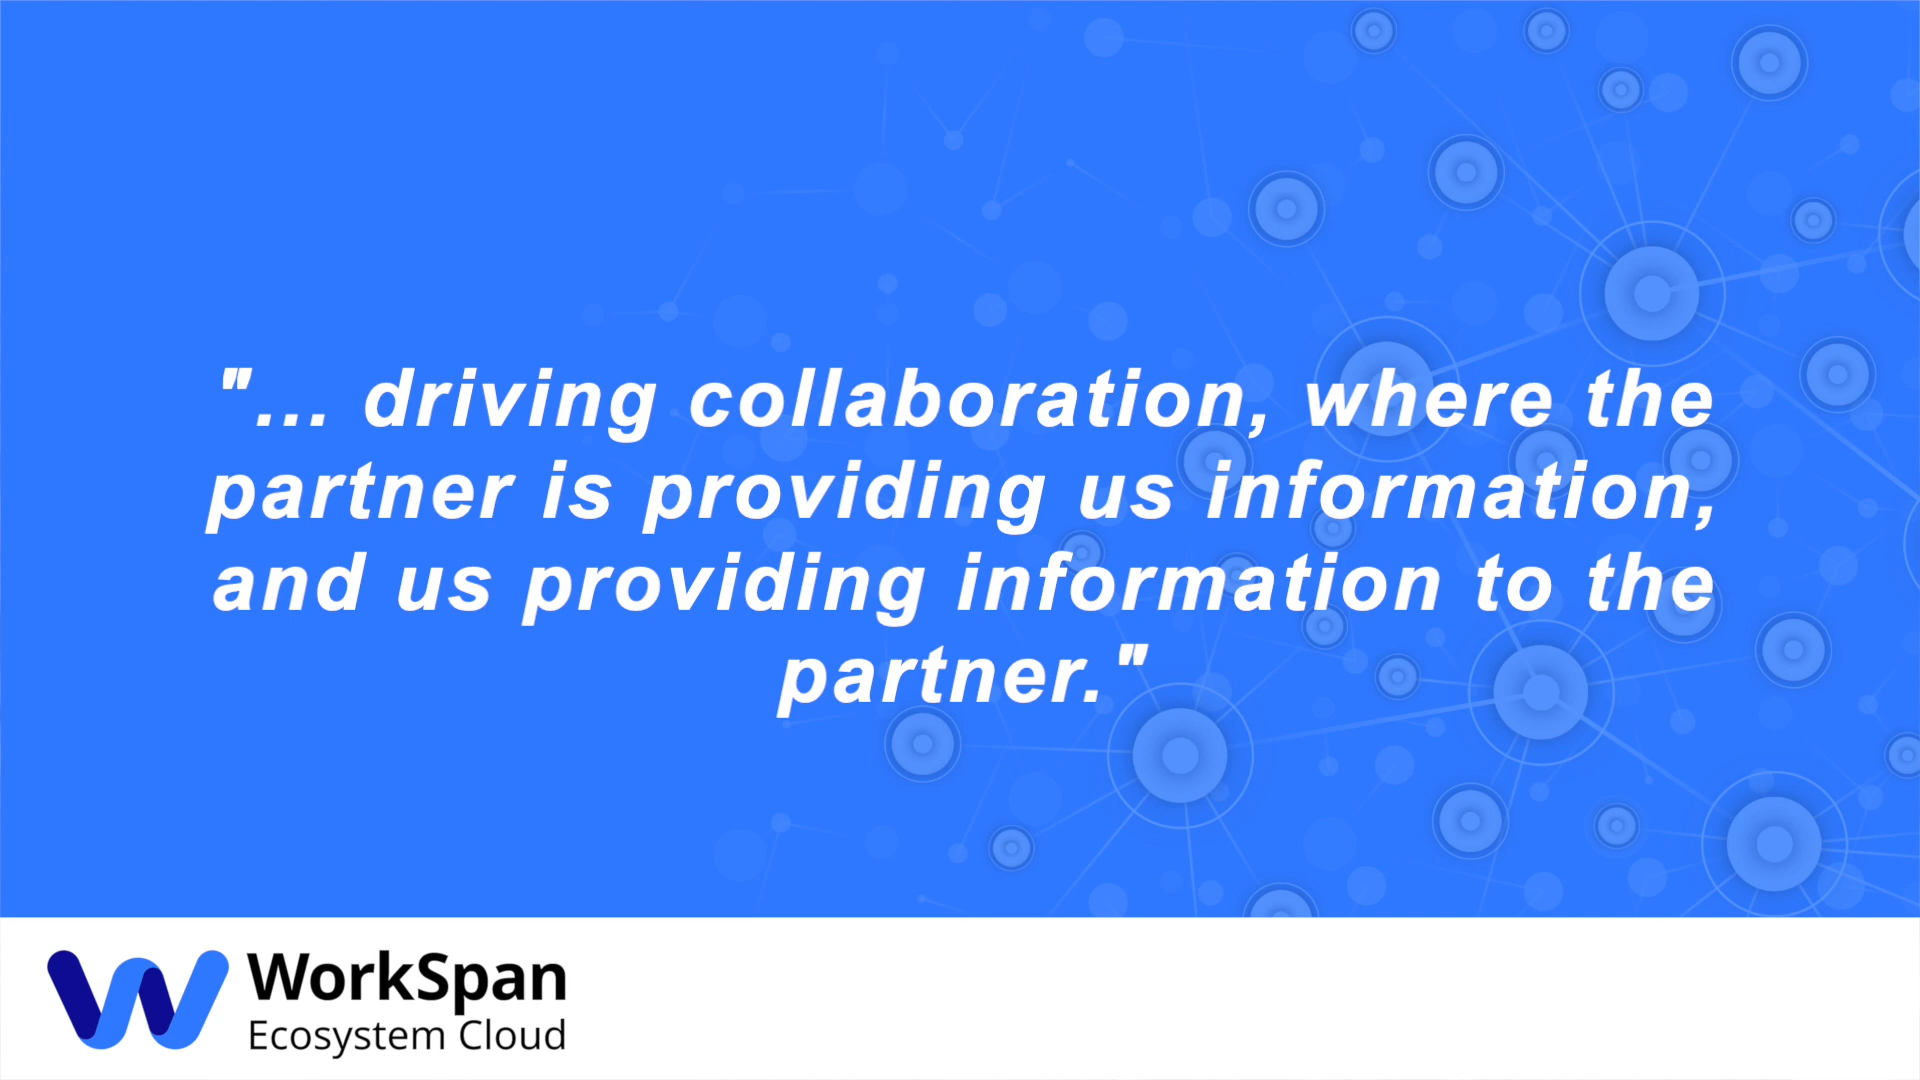 "... driving collaboration, where the
partner is providing us information,
and us providing information to the
partner."
WorkSpan
Ecosystem Cloud